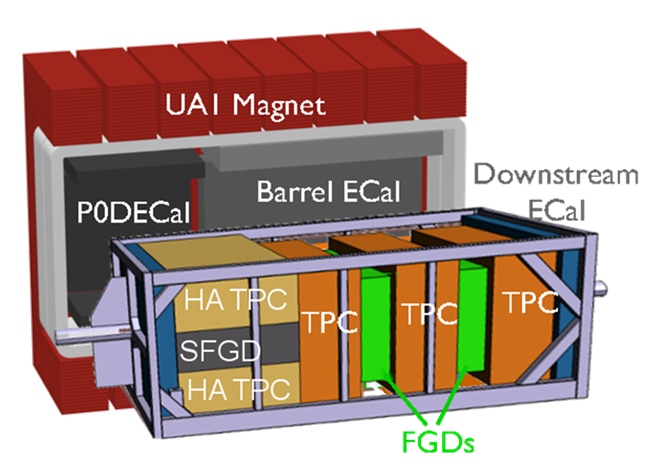 UA1 Magnet
P0DECal
Barrel ECal
Downstream
ECal
HA TPC
SFGD
HA TPC
TPC
TPC
TPC
FGDs